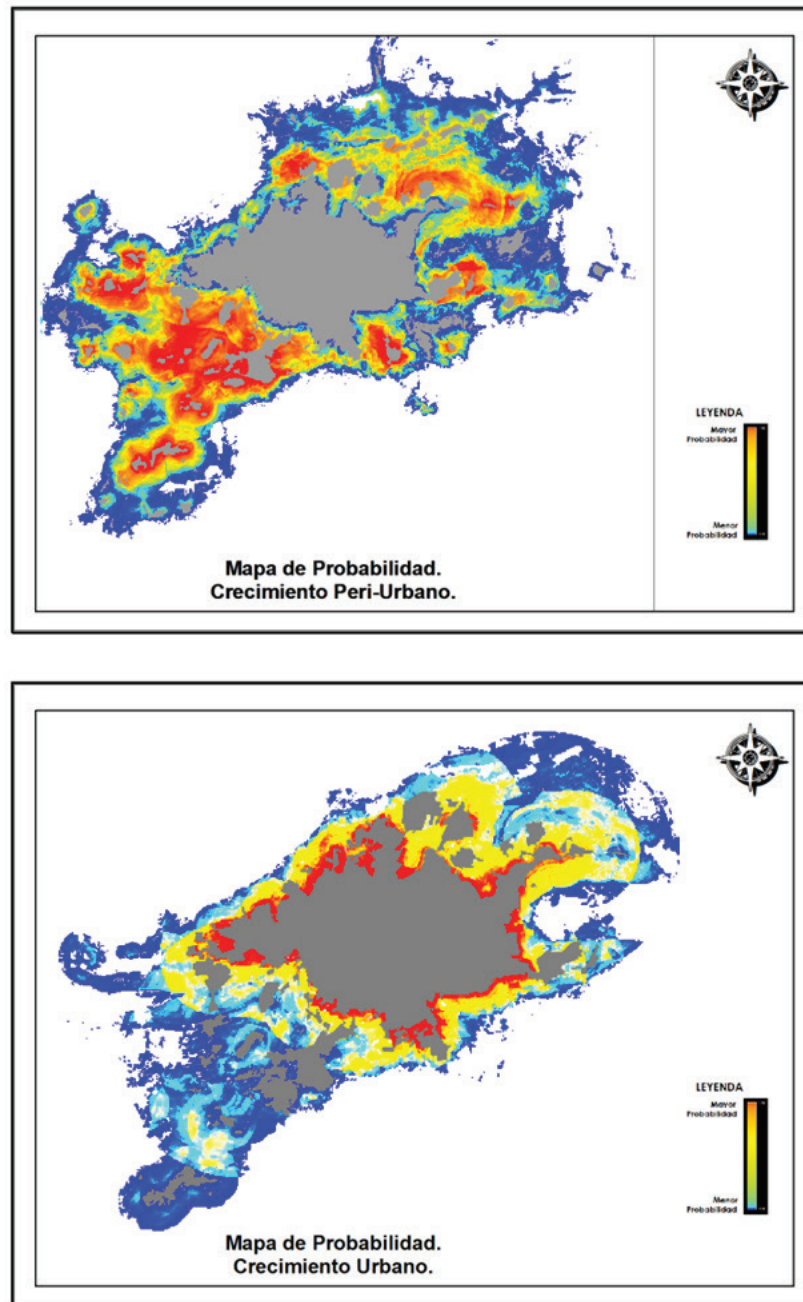 LEYENDA
Mayor
Probabilidad
Menor
Probabilidad
Mapa de Probabilidad.
Crecimiento Peri-Urbano.
LEYENDA
Mayor
Probabilidad
Menor
Probabilidad
Mapa de Probabilidad.
Crecimiento Urbano.